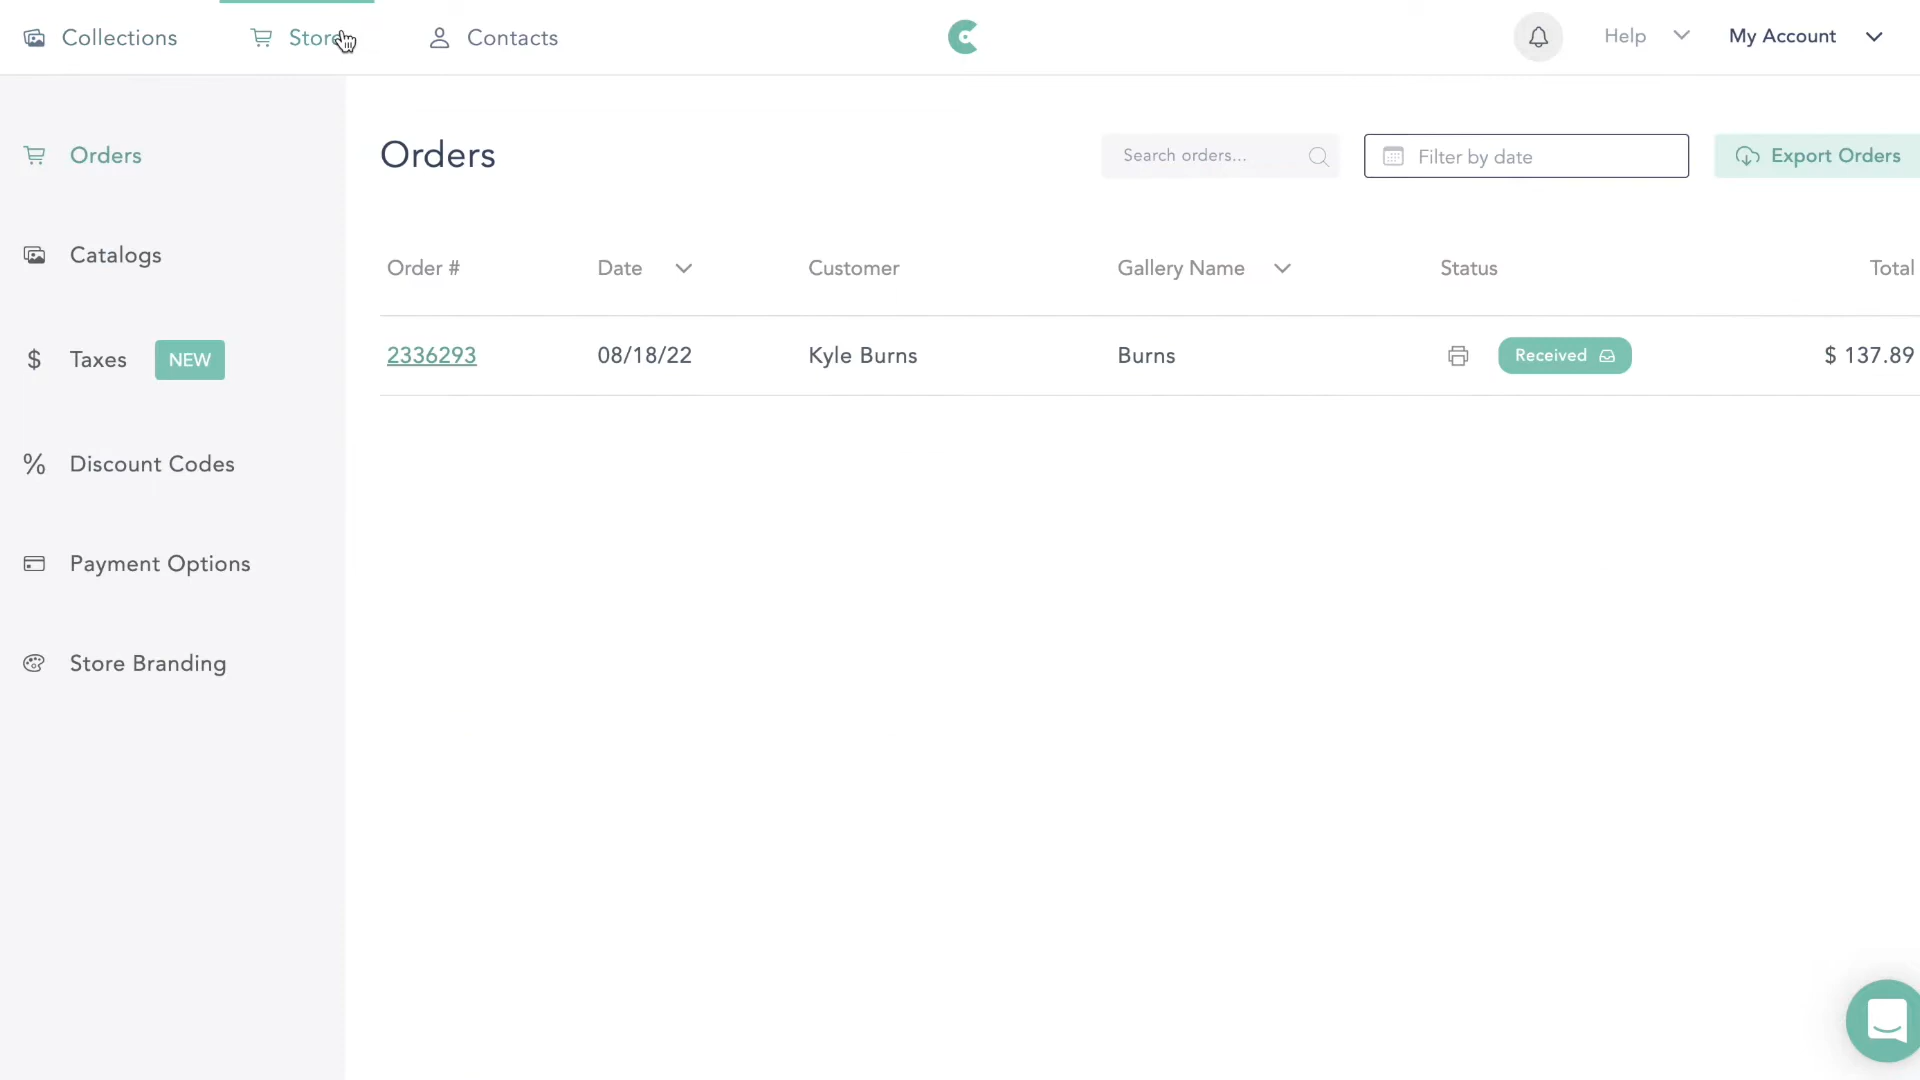 Collections
Store
Contacts
Help
My Account
Orders
Catalogs
Taxes NEW
Discount Codes
Payment Options
Store Branding
Orders
Search orders...
Filter by date
Export Orders
Order # Date Customer Gallery Name Status Total
2336293 08/18/22 Kyle Burns Burns Received $ 137.89